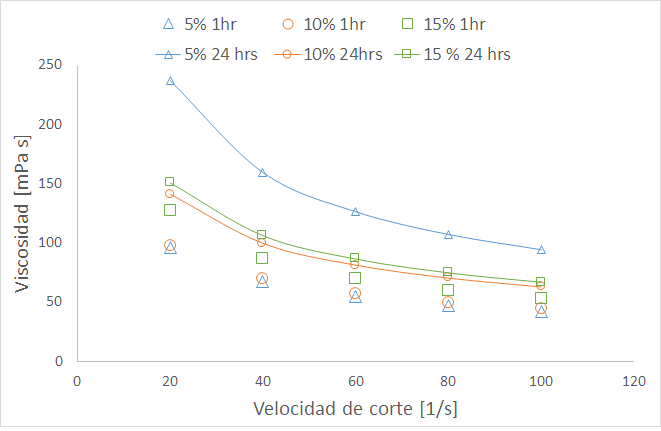 5% 1hr 10% 1hr 15% 1hr
5% 24 hrs 10% 24hrs 15 % 24 hrs
250
200
150
100
50
0
Viscosidad [mPa s]
0 20 40 60 80 100 120
Velocidad de corte [1/s]